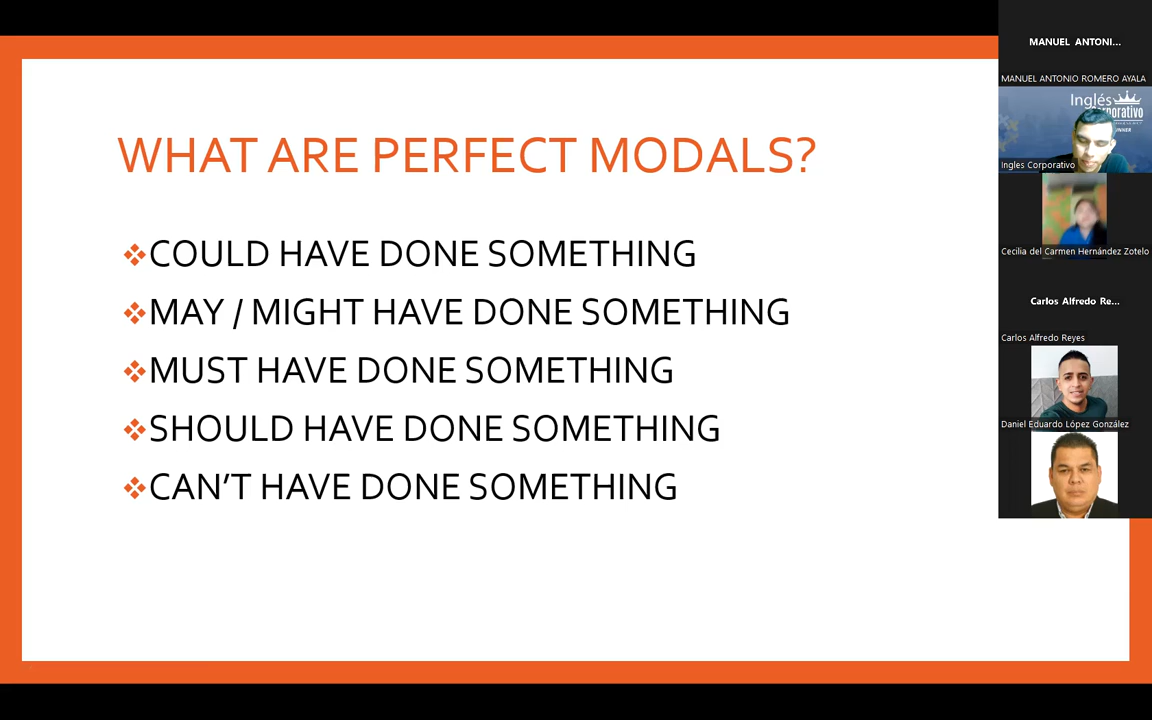 WHAT ARE PERFECT MODALS?
COULD HAVE DONE SOMETHING
MAY / MIGHT HAVE DONE SOMETHING
MUST HAVE DONE SOMETHING
SHOULD HAVE DONE SOMETHING
CAN'T HAVE DONE SOMETHING
MANUEL ANTONI...
MANUEL ANTONIO ROMERO AYALA
Inglés
Ingles Corporativo
Cecilia del Carmen Hernández Zotelo
Carlos Alfredo Re...
Carlos Alfredo Reyes
Daniel Eduardo López González